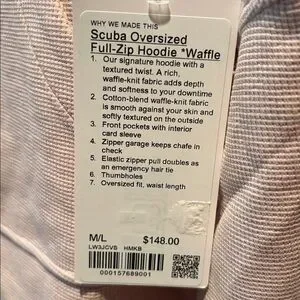 WHY WE MADE THIS
Scuba Oversized
Full-Zip Hoodie *Waffle
1. Our signature hoodie with a
textured twist. A rich,
waffle-knit fabric adds depth
and softness to your downtime
2. Cotton-blend waffle-knit fabric
is smooth against your skin and
softly textured on the outside
3. Front pockets with interior
card sleeve
4. Zipper garage keeps chafe in
check
5. Elastic zipper pull doubles as
an emergency hair tie
6. Thumbholes
7. Oversized fit, waist length
M/L $148.00
LW3JCVS HMKB
000157689001